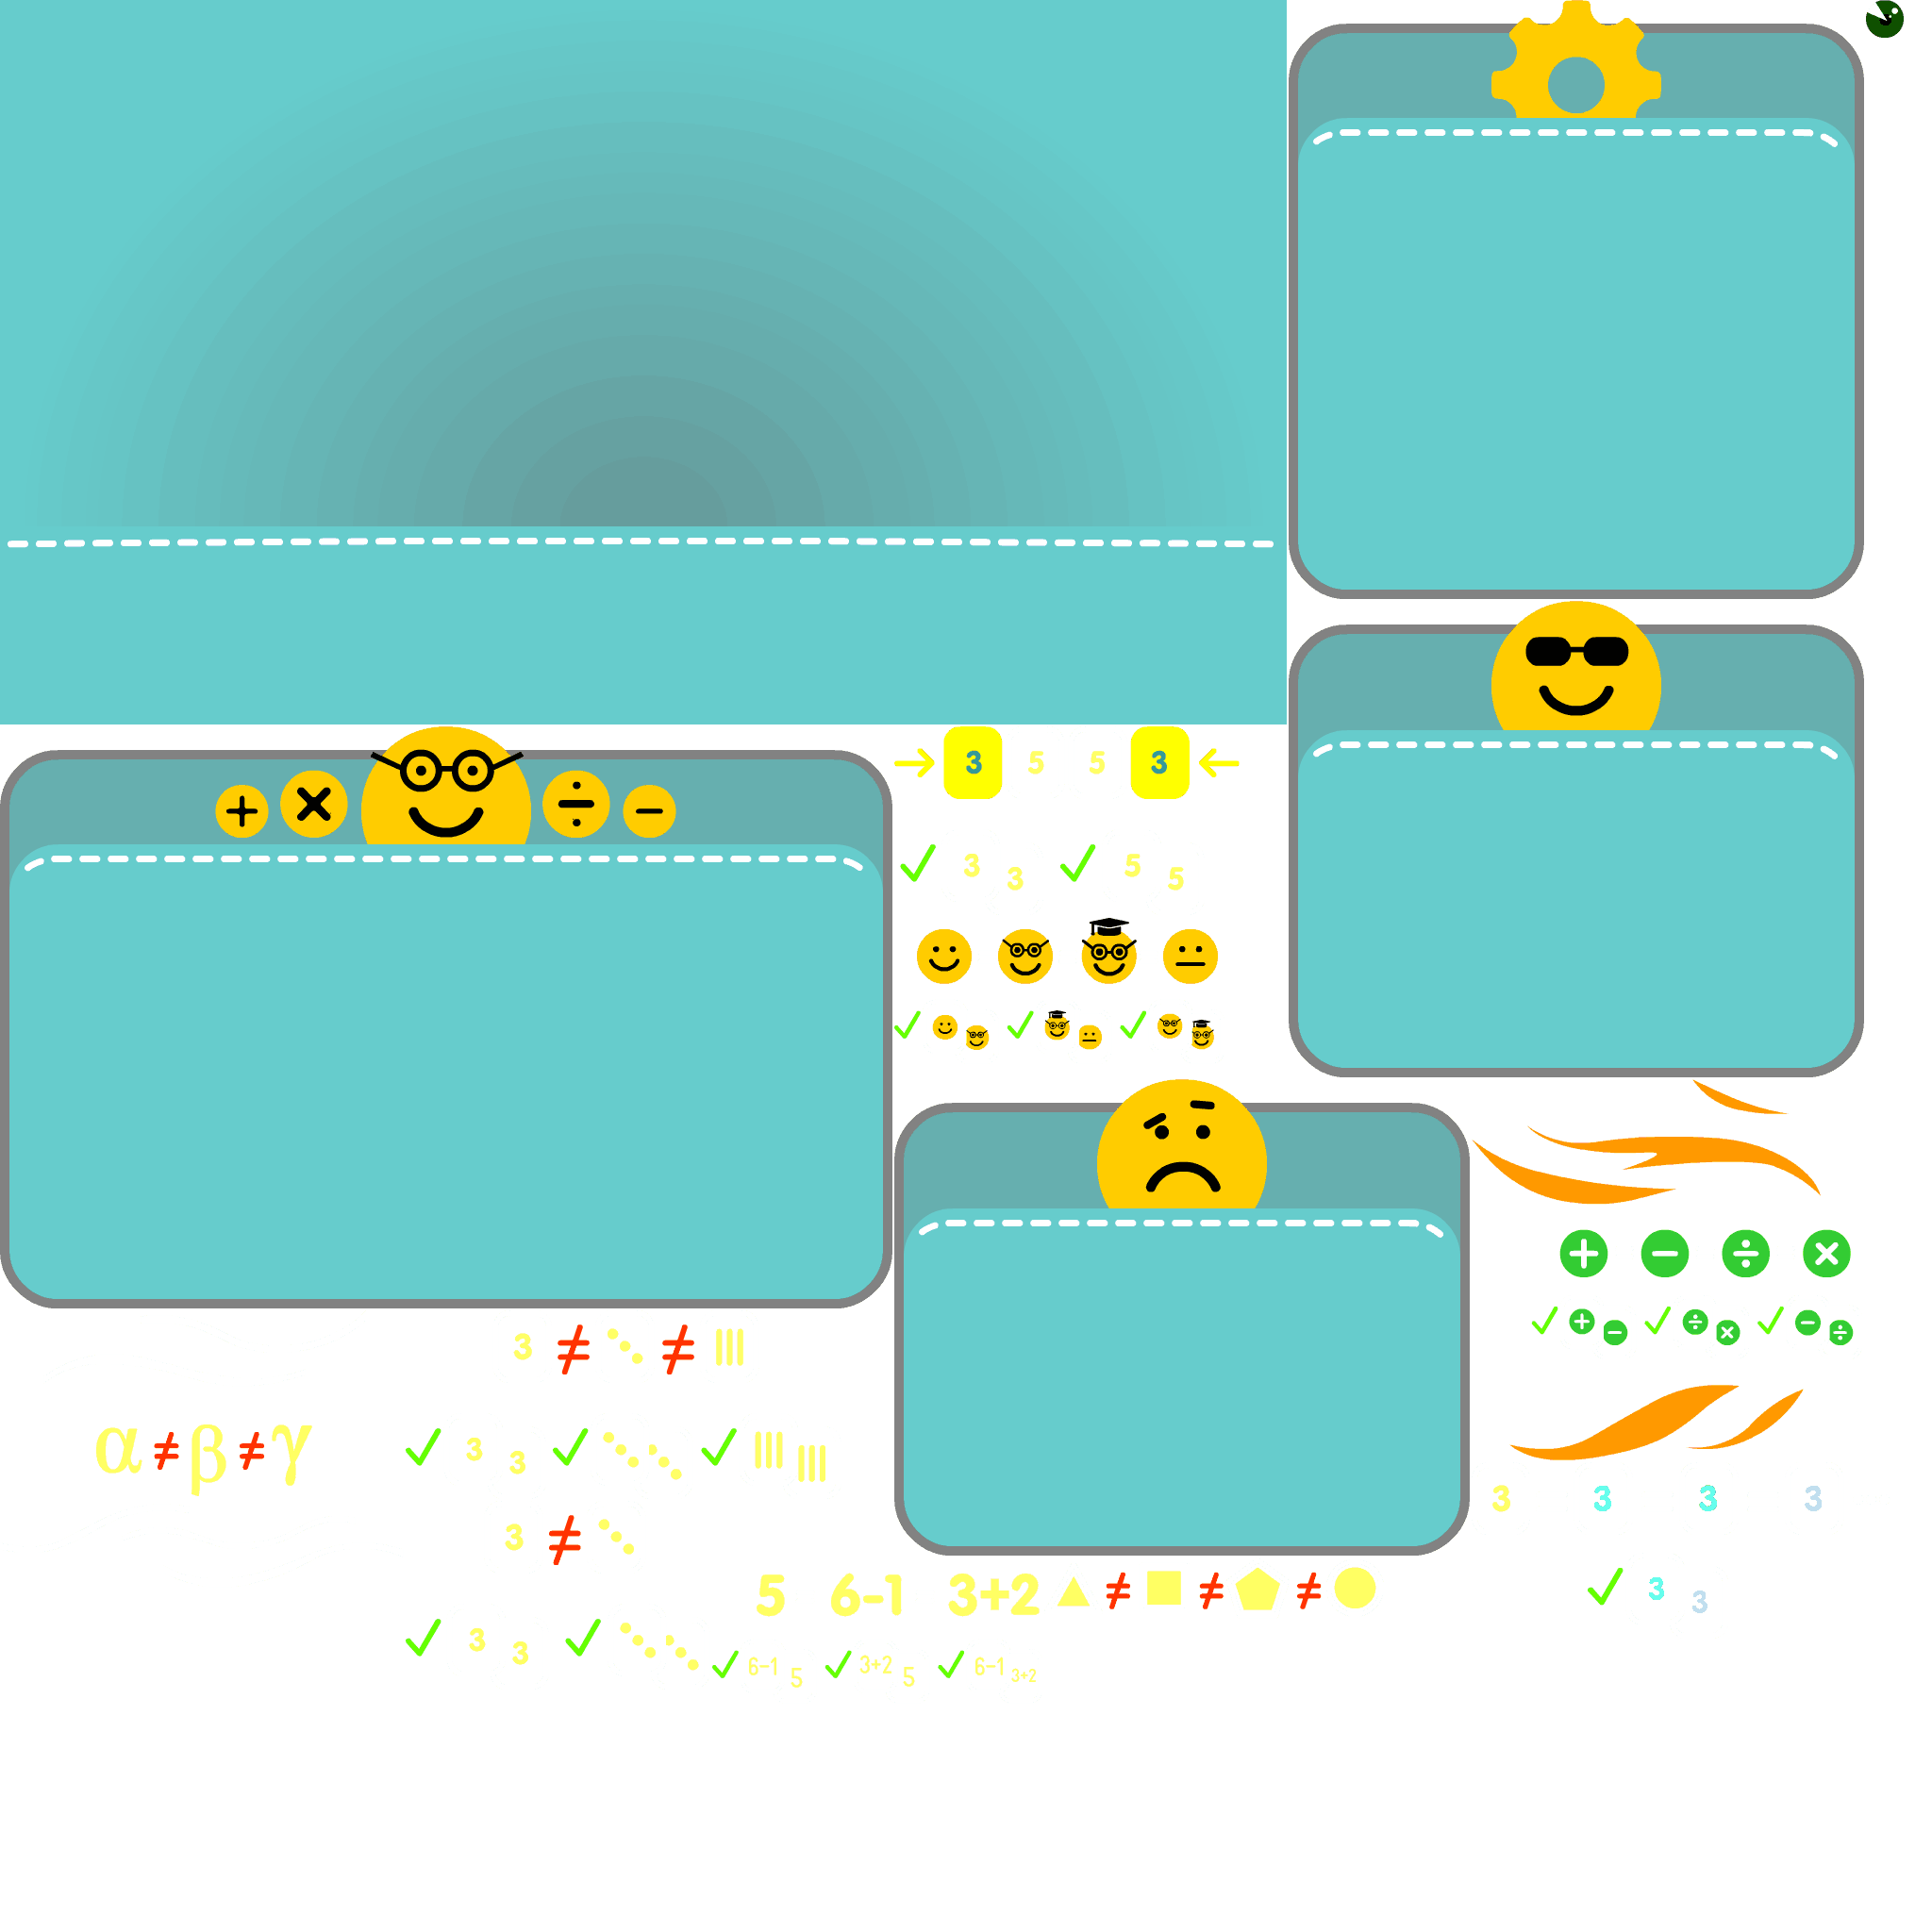 + × ÷ −
→ 3 5 5 3 ←
✓ 3 3 ✓ 5 5
✓ ✓ ✓
+ − ÷ ×
✓ + − ✓ ÷ × ✓ − ÷
3 ≠ ⋱ ≠ |||
α ≠ β ≠ γ
✓ 3 3 ✓ ⋱ ⋱ ✓ ||| |||
3 3 3 3
3 ≠ ⋱
5 6−1 3+2
▲ ≠ ■ ≠ ⬟ ≠ ●
✓ 3 3
✓ 3 3 ✓ ⋱ ⋱
✓ 6−1 5 ✓ 3+2 5 ✓ 6−1 3+2